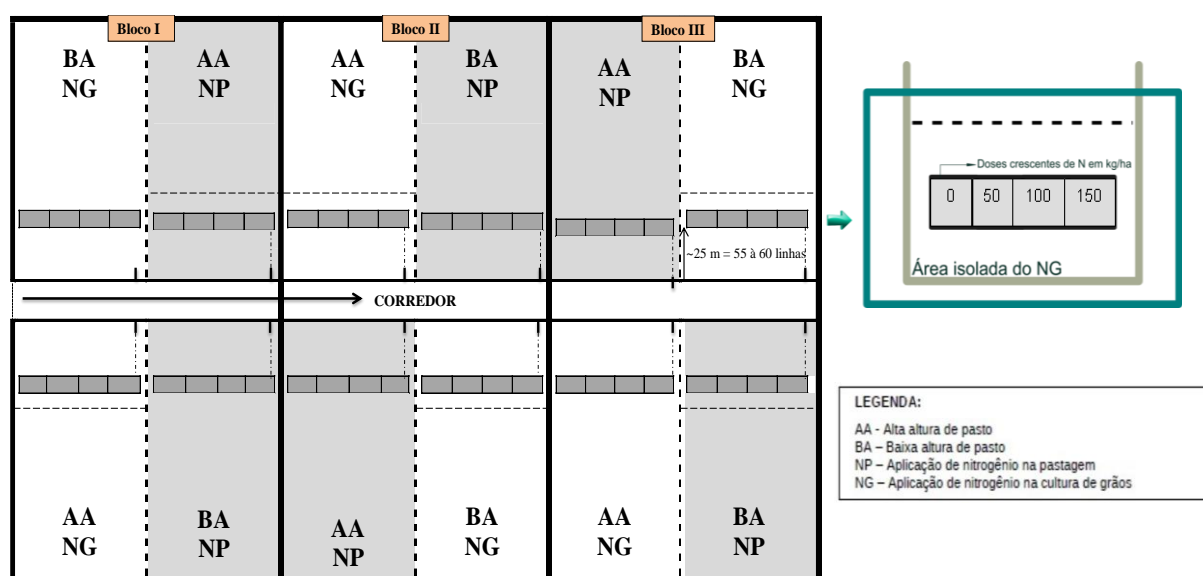 Bloco I
Bloco II
Bloco III
BA
NG
AA
NP
AA
NG
BA
NP
AA
NP
BA
NG
~25 m = 55 à 60 linhas
CORREDOR
AA
NG
BA
NP
AA
NP
BA
NG
AA
NG
BA
NP
Doses crescentes de N em kg/ha
0 50 100 150
Área isolada do NG
LEGENDA:
AA - Alta altura de pasto
BA – Baixa altura de pasto
NP – Aplicação de nitrogênio na pastagem
NG – Aplicação de nitrogênio na cultura de grãos